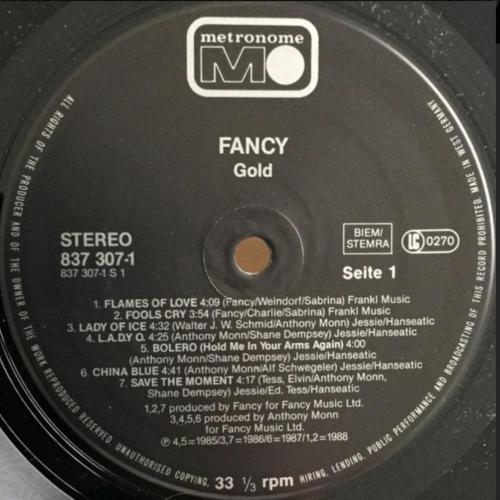 metronome
M
FANCY
Gold
STEREO
837 307-1
837 307-1 S 1
BIEM/
STEMRA
LC 0270
Seite 1
1. FLAMES OF LOVE 4:09 (Fancy/Weindorf/Sabrina) Frankl Music
2. FOOLS CRY 3:54 (Fancy/Charlie/Sabrina) Frankl Music
3. LADY OF ICE 4:32 (Walter J. W. Schmid/Anthony Monn) Jessie/Hanseatic
4. L.A.D.Y O. 4:25 (Anthony Monn/Shane Dempsey) Jessie/Hanseatic
5. BOLERO (Hold Me In Your Arms Again) 4:00
(Anthony Monn/Shane Dempsey) Jessie/Hanseatic
6. CHINA BLUE 4:41 (Anthony Monn/Alf Schwegeler) Jessie/Hanseatic
7. SAVE THE MOMENT 4:17 (Tess, Elvin/Anthony Monn,
Shane Dempsey) Jessie/Ed. Tess/Hanseatic
1,2,7 produced by Fancy for Fancy Music Ltd.
3,4,5,6 produced by Anthony Monn
for Fancy Music Ltd.
℗ 4,5=1985/3,7=1986/6=1987/1,2=1988
33 1/3 rpm
ALL RIGHTS OF THE PRODUCER AND OF THE OWNER OF THE WORK REPRODUCED RESERVED. UNAUTHORISED COPYING, HIRING, LENDING, PUBLIC PERFORMANCE AND BROADCASTING OF THIS RECORD PROHIBITED. MADE IN WEST GERMANY